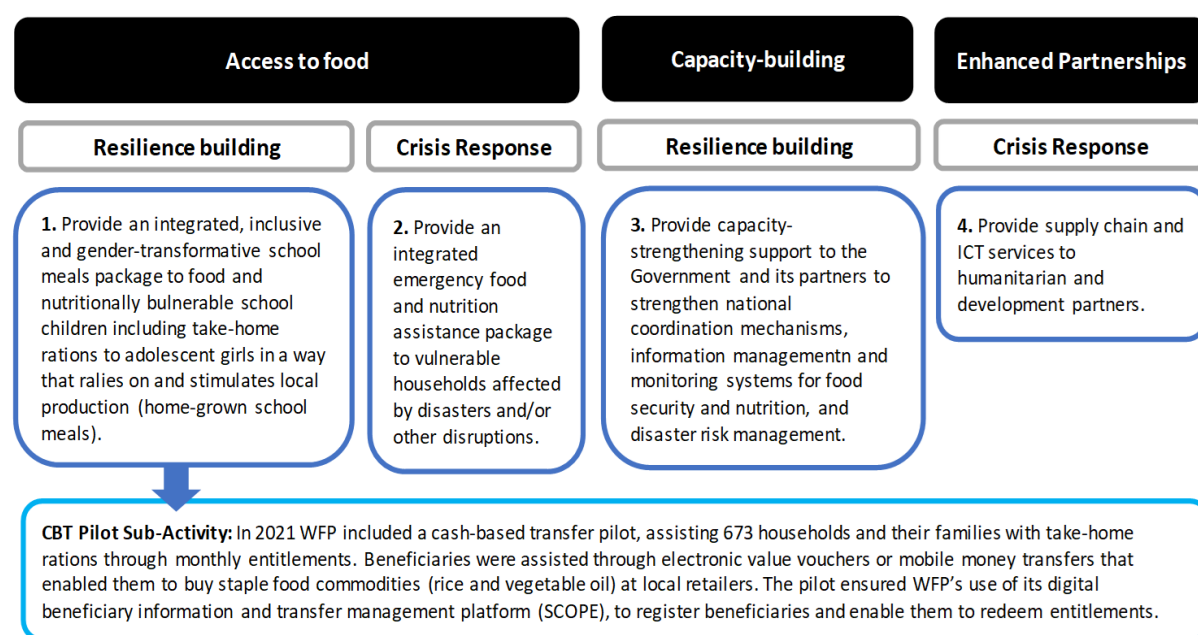 Access to food
Capacity-building
Enhanced Partnerships
Resilience building
Crisis Response
Resilience building
Crisis Response
1. Provide an integrated, inclusive
and gender-transformative school
meals package to food and
nutritionally bulnerable school
children including take-home
rations to adolescent girls in a way
that ralies on and stimulates local
production (home-grown school
meals).
2. Provide an
integrated
emergency food
and nutrition
assistance package
to vulnerable
households affected
by disasters and/or
other disruptions.
3. Provide capacity-
strengthening support to the
Government and its partners to
strengthen national
coordination mechanisms,
information managementn and
monitoring systems for food
security and nutrition, and
disaster risk management.
4. Provide supply chain and
ICT services to
humanitarian and
development partners.
CBT Pilot Sub-Activity: In 2021 WFP included a cash-based transfer pilot, assisting 673 households and their families with take-home
rations through monthly entitlements. Beneficiaries were assisted through electronic value vouchers or mobile money transfers that
enabled them to buy staple food commodities (rice and vegetable oil) at local retailers. The pilot ensured WFP's use of its digital
beneficiary information and transfer management platform (SCOPE), to register beneficiaries and enable them to redeem entitlements.